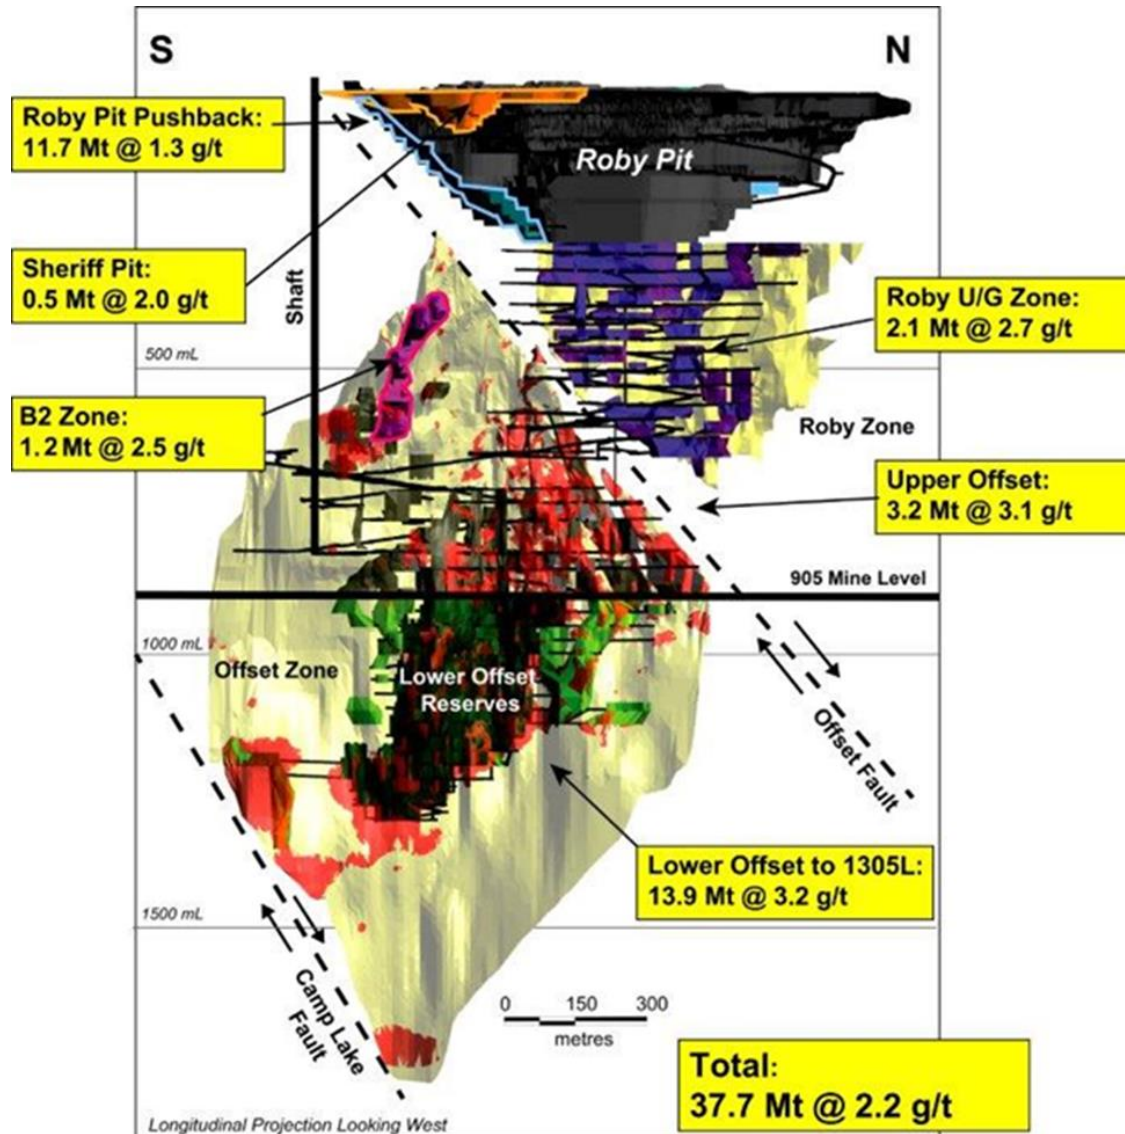 S
N
Roby Pit Pushback:
11.7 Mt @ 1.3 g/t
Roby Pit
Sheriff Pit:
0.5 Mt @ 2.0 g/t
Shaft
Roby U/G Zone:
2.1 Mt @ 2.7 g/t
500 mL
B2 Zone:
1.2 Mt @ 2.5 g/t
Roby Zone
Upper Offset:
3.2 Mt @ 3.1 g/t
905 Mine Level
1000 mL
Offset Zone
Lower Offset
Reserves
Offset Fault
Lower Offset to 1305L:
13.9 Mt @ 3.2 g/t
1500 mL
Camp Lake
Fault
0 150 300
metres
Total:
37.7 Mt @ 2.2 g/t
Longitudinal Projection Looking West